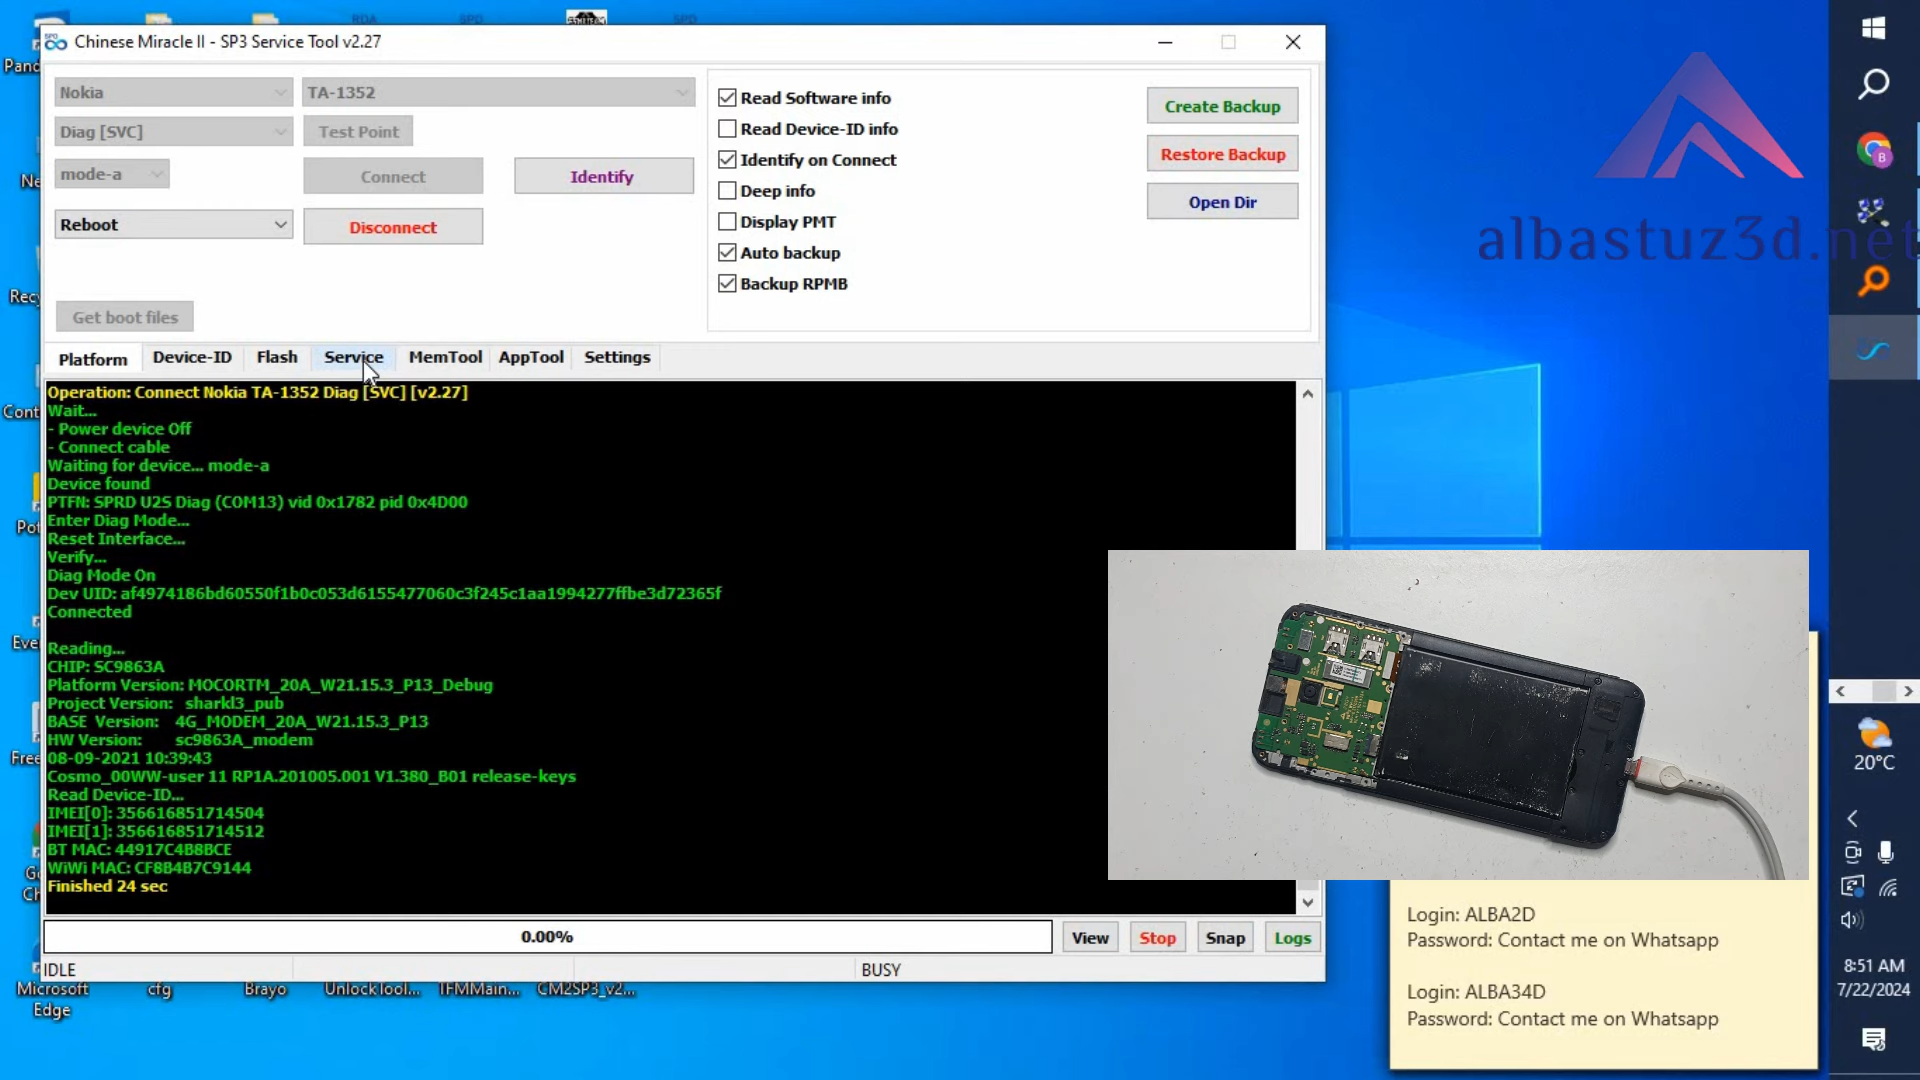 Chinese Miracle II - SP3 Service Tool v2.27
Nokia
TA-1352
Diag [SVC]
Test Point
mode-a
Connect
Identify
Reboot
Disconnect
Get boot files
Read Software info
Read Device-ID info
Identify on Connect
Deep info
Display PMT
Auto backup
Backup RPMB
Create Backup
Restore Backup
Open Dir
albastuz3d.net
Platform
Device-ID
Flash
Service
MemTool
AppTool
Settings
Operation: Connect Nokia TA-1352 Diag [SVC] [v2.27]
Wait...
- Power device Off
- Connect cable
Waiting for device... mode-a
Device found
PTFN: SPRD U2S Diag (COM13) vid 0x1782 pid 0x4D00
Enter Diag Mode...
Reset Interface...
Verify...
Diag Mode On
Dev UID: af4974186bd60550f1b0c053d6155477060c3f245c1aa1994277ffbe3d72365f
Connected
Reading...
CHIP: SC9863A
Platform Version: MOCORTM_20A_W21.15.3_P13_Debug
Project Version: sharkl3_pub
BASE Version: 4G_MODEM_20A_W21.15.3_P13
HW Version: sc9863A_modem
08-09-2021 10:39:43
Cosmo_00WW-user 11 RP1A.201005.001 V1.380_B01 release-keys
Read Device-ID...
IMEI[0]: 356616851714504
IMEI[1]: 356616851714512
BT MAC: 44917C4B8BCE
WiWi MAC: CF8B4B7C9144
Finished 24 sec
0.00%
View
Stop
Snap
Logs
IDLE
BUSY
Microsoft
Edge
cfg
Brayo
UnlockTool...
TFMMain...
CM2SP3_v2...
Login: ALBA2D
Password: Contact me on Whatsapp
Login: ALBA34D
Password: Contact me on Whatsapp
20°C
8:51 AM
7/22/2024